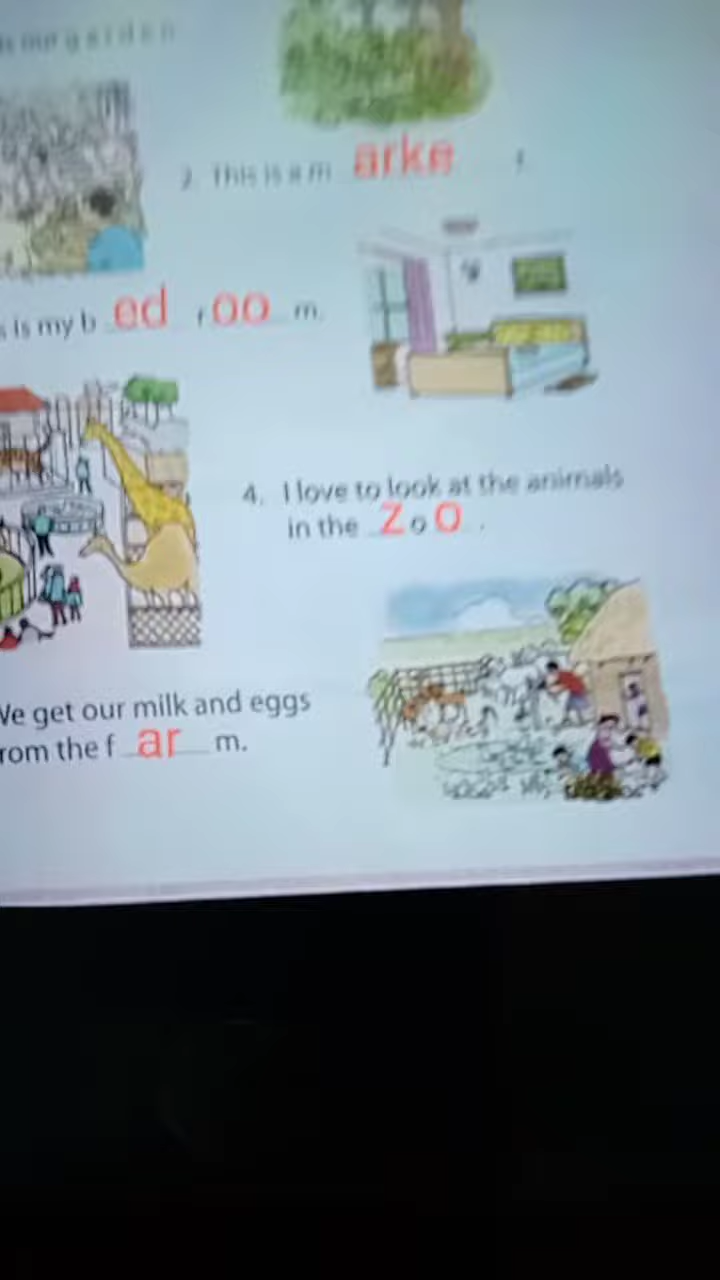 2. This is a m arke t.
is my b ed r oo m.
4. I love to look at the animals
in the Z o O .
We get our milk and eggs
rom the f ar m.